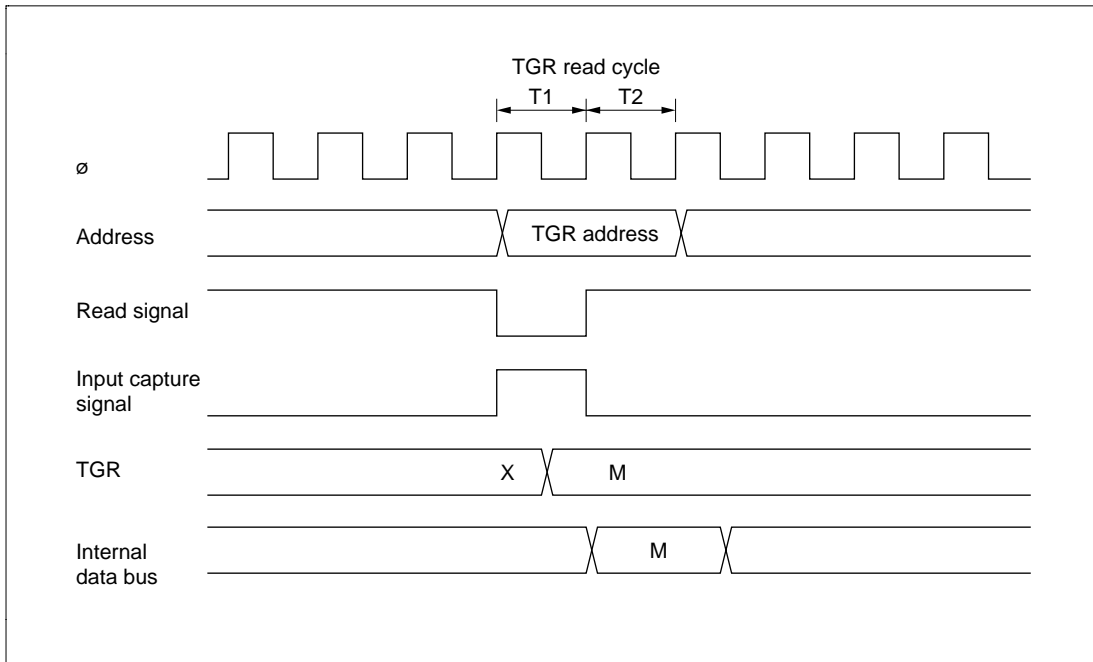 TGR read cycle
T1 T2
ø
Address
TGR address
Read signal
Input capture
signal
TGR
X M
Internal
data bus
M